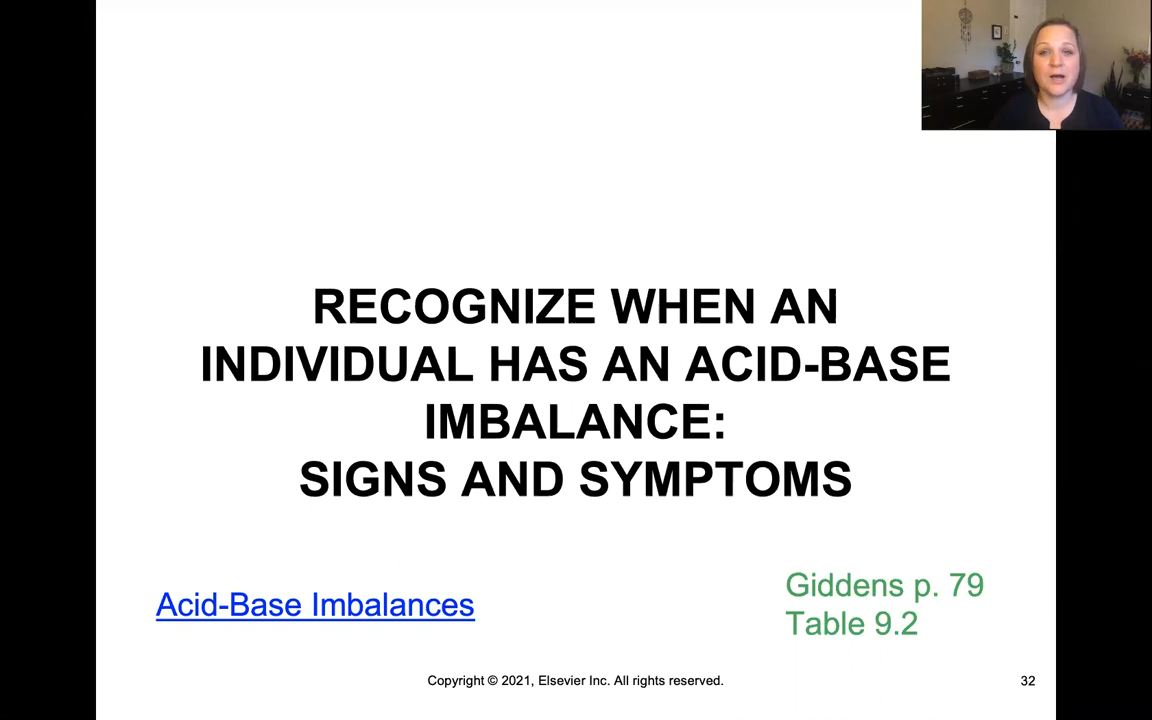 RECOGNIZE WHEN AN
INDIVIDUAL HAS AN ACID-BASE
IMBALANCE:
SIGNS AND SYMPTOMS
Acid-Base Imbalances
Giddens p. 79
Table 9.2
Copyright © 2021, Elsevier Inc. All rights reserved.
32